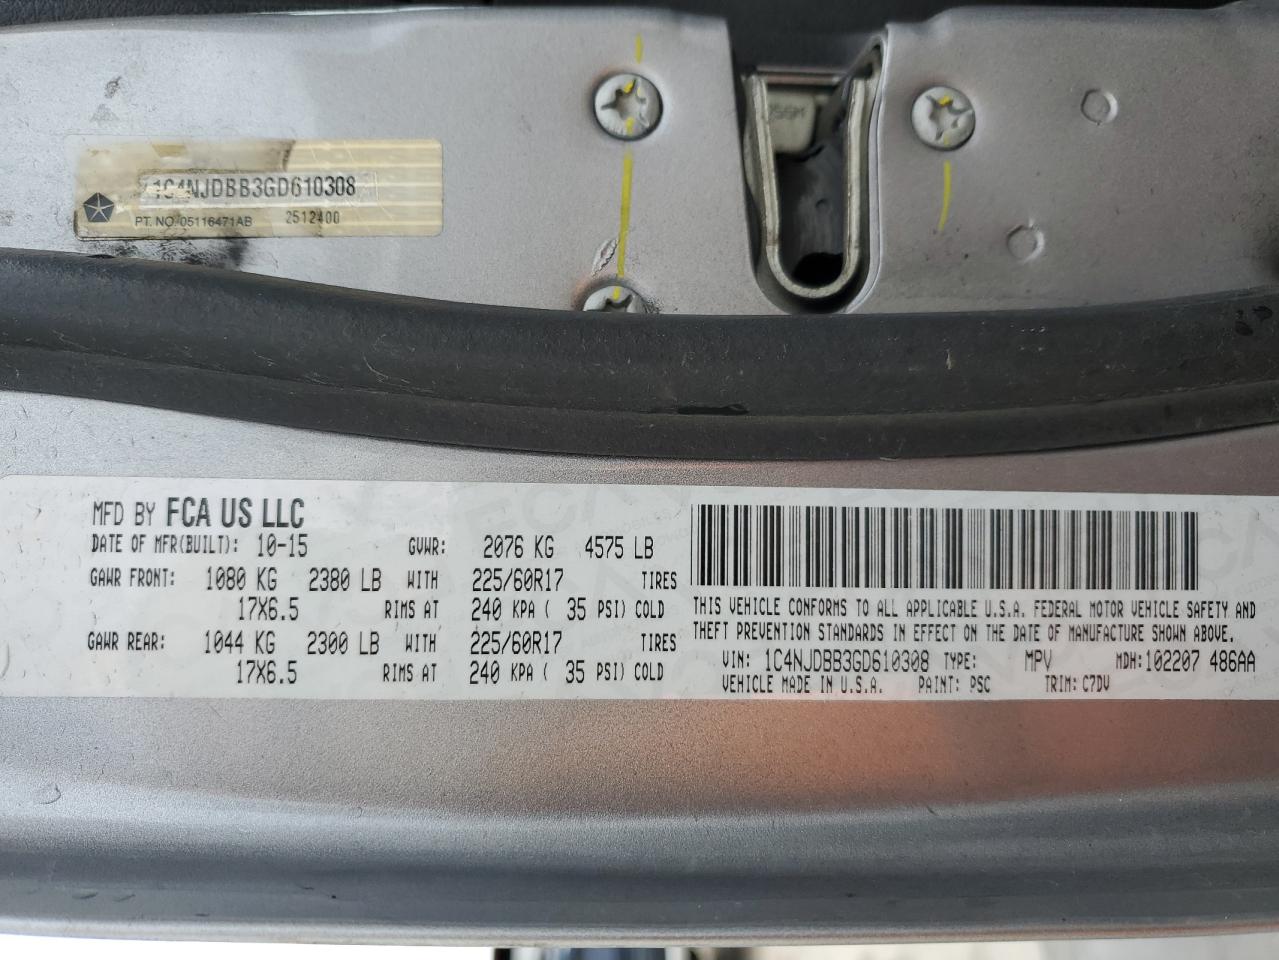 256M
1C4NJDBB3GD610308
PT. NO. 05116471AB 2512400
MFD BY FCA US LLC
DATE OF MFR(BUILT): 10-15 GVWR: 2076 KG 4575 LB
GAWR FRONT: 1080 KG 2380 LB WITH 225/60R17 TIRES
17X6.5 RIMS AT 240 KPA ( 35 PSI) COLD
GAWR REAR: 1044 KG 2300 LB WITH 225/60R17 TIRES
17X6.5 RIMS AT 240 KPA ( 35 PSI) COLD
THIS VEHICLE CONFORMS TO ALL APPLICABLE U.S.A. FEDERAL MOTOR VEHICLE SAFETY AND
THEFT PREVENTION STANDARDS IN EFFECT ON THE DATE OF MANUFACTURE SHOWN ABOVE.
VIN: 1C4NJDBB3GD610308 TYPE: MPV MDH:102207 486AA
VEHICLE MADE IN U.S.A. PAINT: PSC TRIM: C7DV